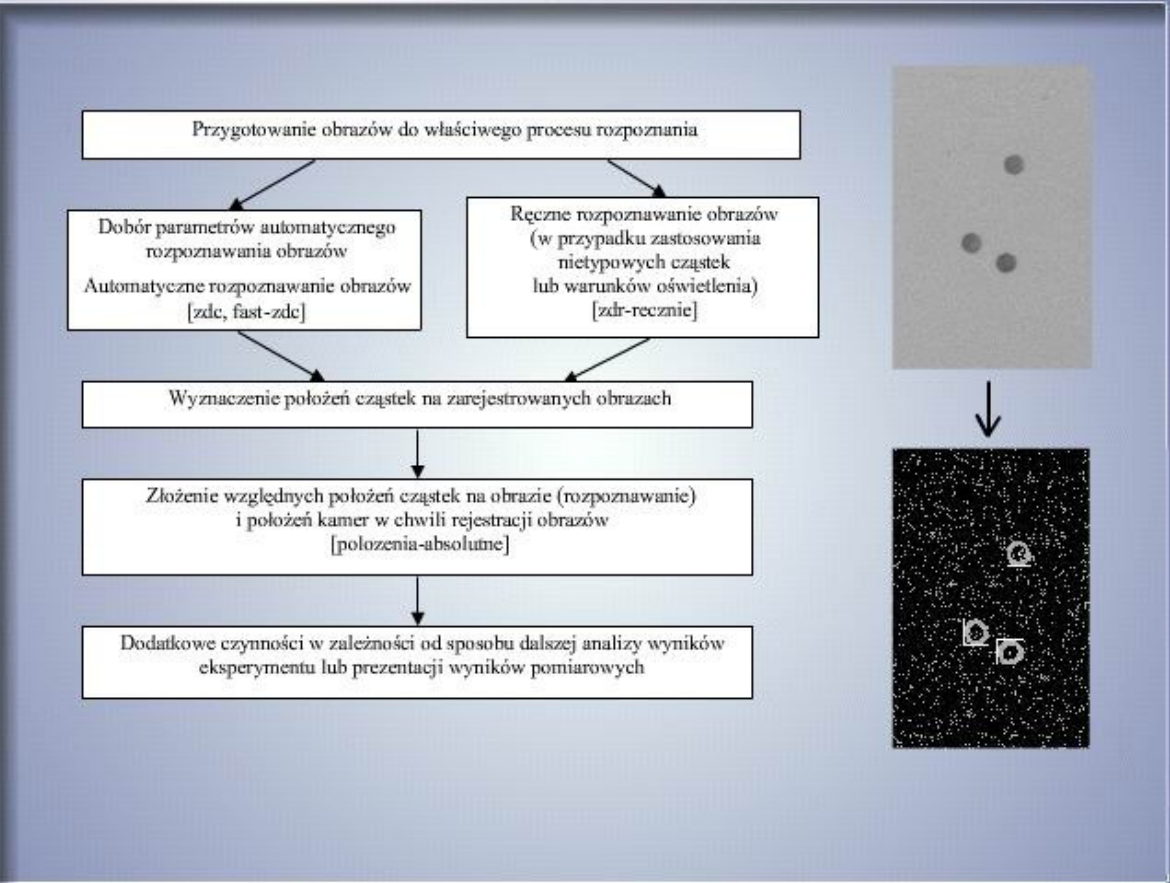 Przygotowanie obrazów do właściwego procesu rozpoznania
Dobór parametrów automatycznego
rozpoznawania obrazów
Automatyczne rozpoznawanie obrazów
[zdc, fast-zdc]
Ręczne rozpoznawanie obrazów
(w przypadku zastosowania
nietypowych cząstek
lub warunków oświetlenia)
[zdr-recznie]
Wyznaczenie położeń cząstek na zarejestrowanych obrazach
Złożenie względnych położeń cząstek na obrazie (rozpoznawanie)
i położeń kamer w chwili rejestracji obrazów
[polozenia-absolutne]
Dodatkowe czynności w zależności od sposobu dalszej analizy wyników
eksperymentu lub prezentacji wyników pomiarowych